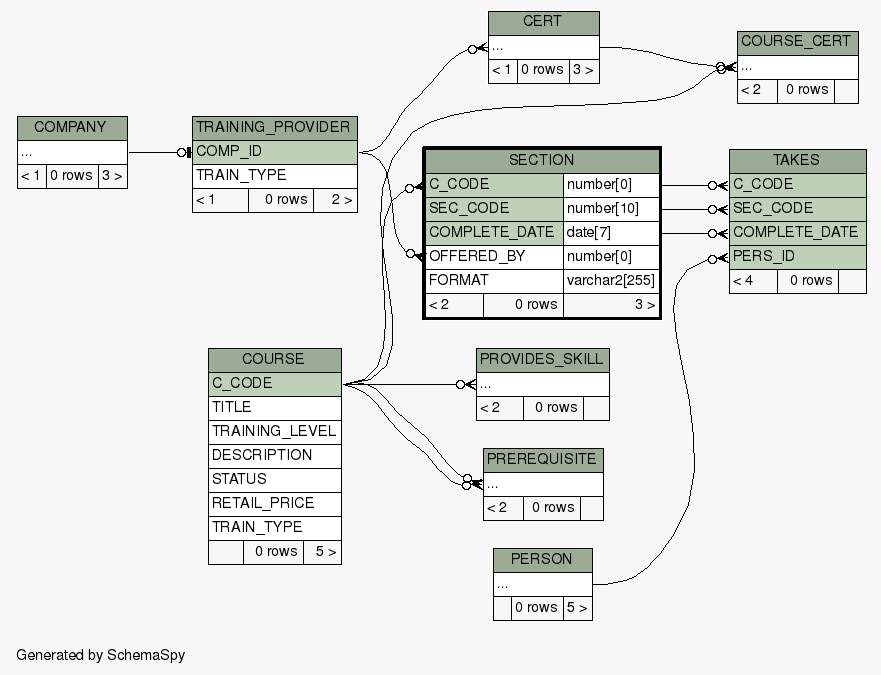 CERT
...
< 1 0 rows 3 >
COURSE_CERT
...
< 2 0 rows
COMPANY
...
< 1 0 rows 3 >
TRAINING_PROVIDER
COMP_ID
TRAIN_TYPE
< 1 0 rows 2 >
SECTION
C_CODE number[0]
SEC_CODE number[10]
COMPLETE_DATE date[7]
OFFERED_BY number[0]
FORMAT varchar2[255]
< 2 0 rows 3 >
TAKES
C_CODE
SEC_CODE
COMPLETE_DATE
PERS_ID
< 4 0 rows
COURSE
C_CODE
TITLE
TRAINING_LEVEL
DESCRIPTION
STATUS
RETAIL_PRICE
TRAIN_TYPE
0 rows 5 >
PROVIDES_SKILL
...
< 2 0 rows
PREREQUISITE
...
< 2 0 rows
PERSON
...
0 rows 5 >
Generated by SchemaSpy